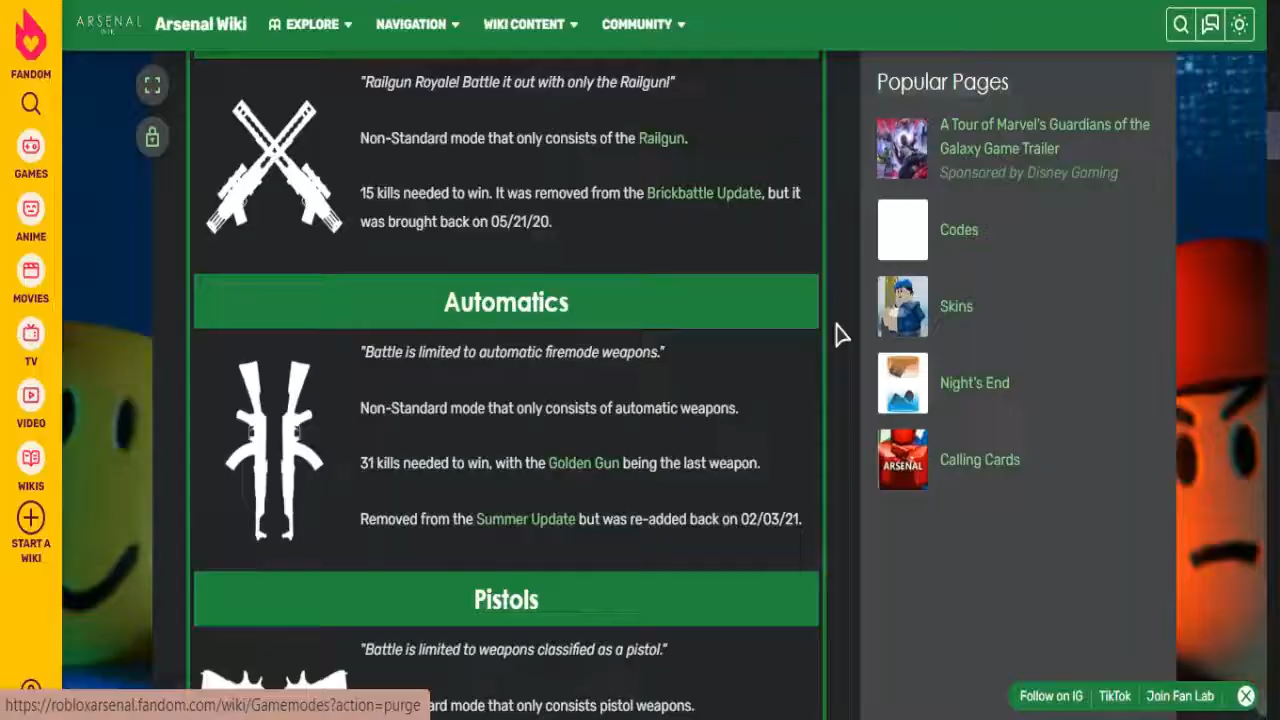 ARSENAL
Arsenal Wiki
EXPLORE
NAVIGATION
WIKI CONTENT
COMMUNITY
FANDOM
GAMES
ANIME
MOVIES
TV
VIDEO
WIKIS
START A
WIKI
"Railgun Royale! Battle it out with only the Railgun!"
Non-Standard mode that only consists of the Railgun.
15 kills needed to win. It was removed from the Brickbattle Update, but it
was brought back on 05/21/20.
Automatics
"Battle is limited to automatic firemode weapons."
Non-Standard mode that only consists of automatic weapons.
31 kills needed to win, with the Golden Gun being the last weapon.
Removed from the Summer Update but was re-added back on 02/03/21.
Pistols
"Battle is limited to weapons classified as a pistol."
ard mode that only consists pistol weapons.
Popular Pages
A Tour of Marvel's Guardians of the
Galaxy Game Trailer
Sponsored by Disney Gaming
Codes
Skins
Night's End
ARSENAL
Calling Cards
Follow on IG
TikTok
Join Fan Lab
https://robloxarsenal.fandom.com/wiki/Gamemodes?action=purge